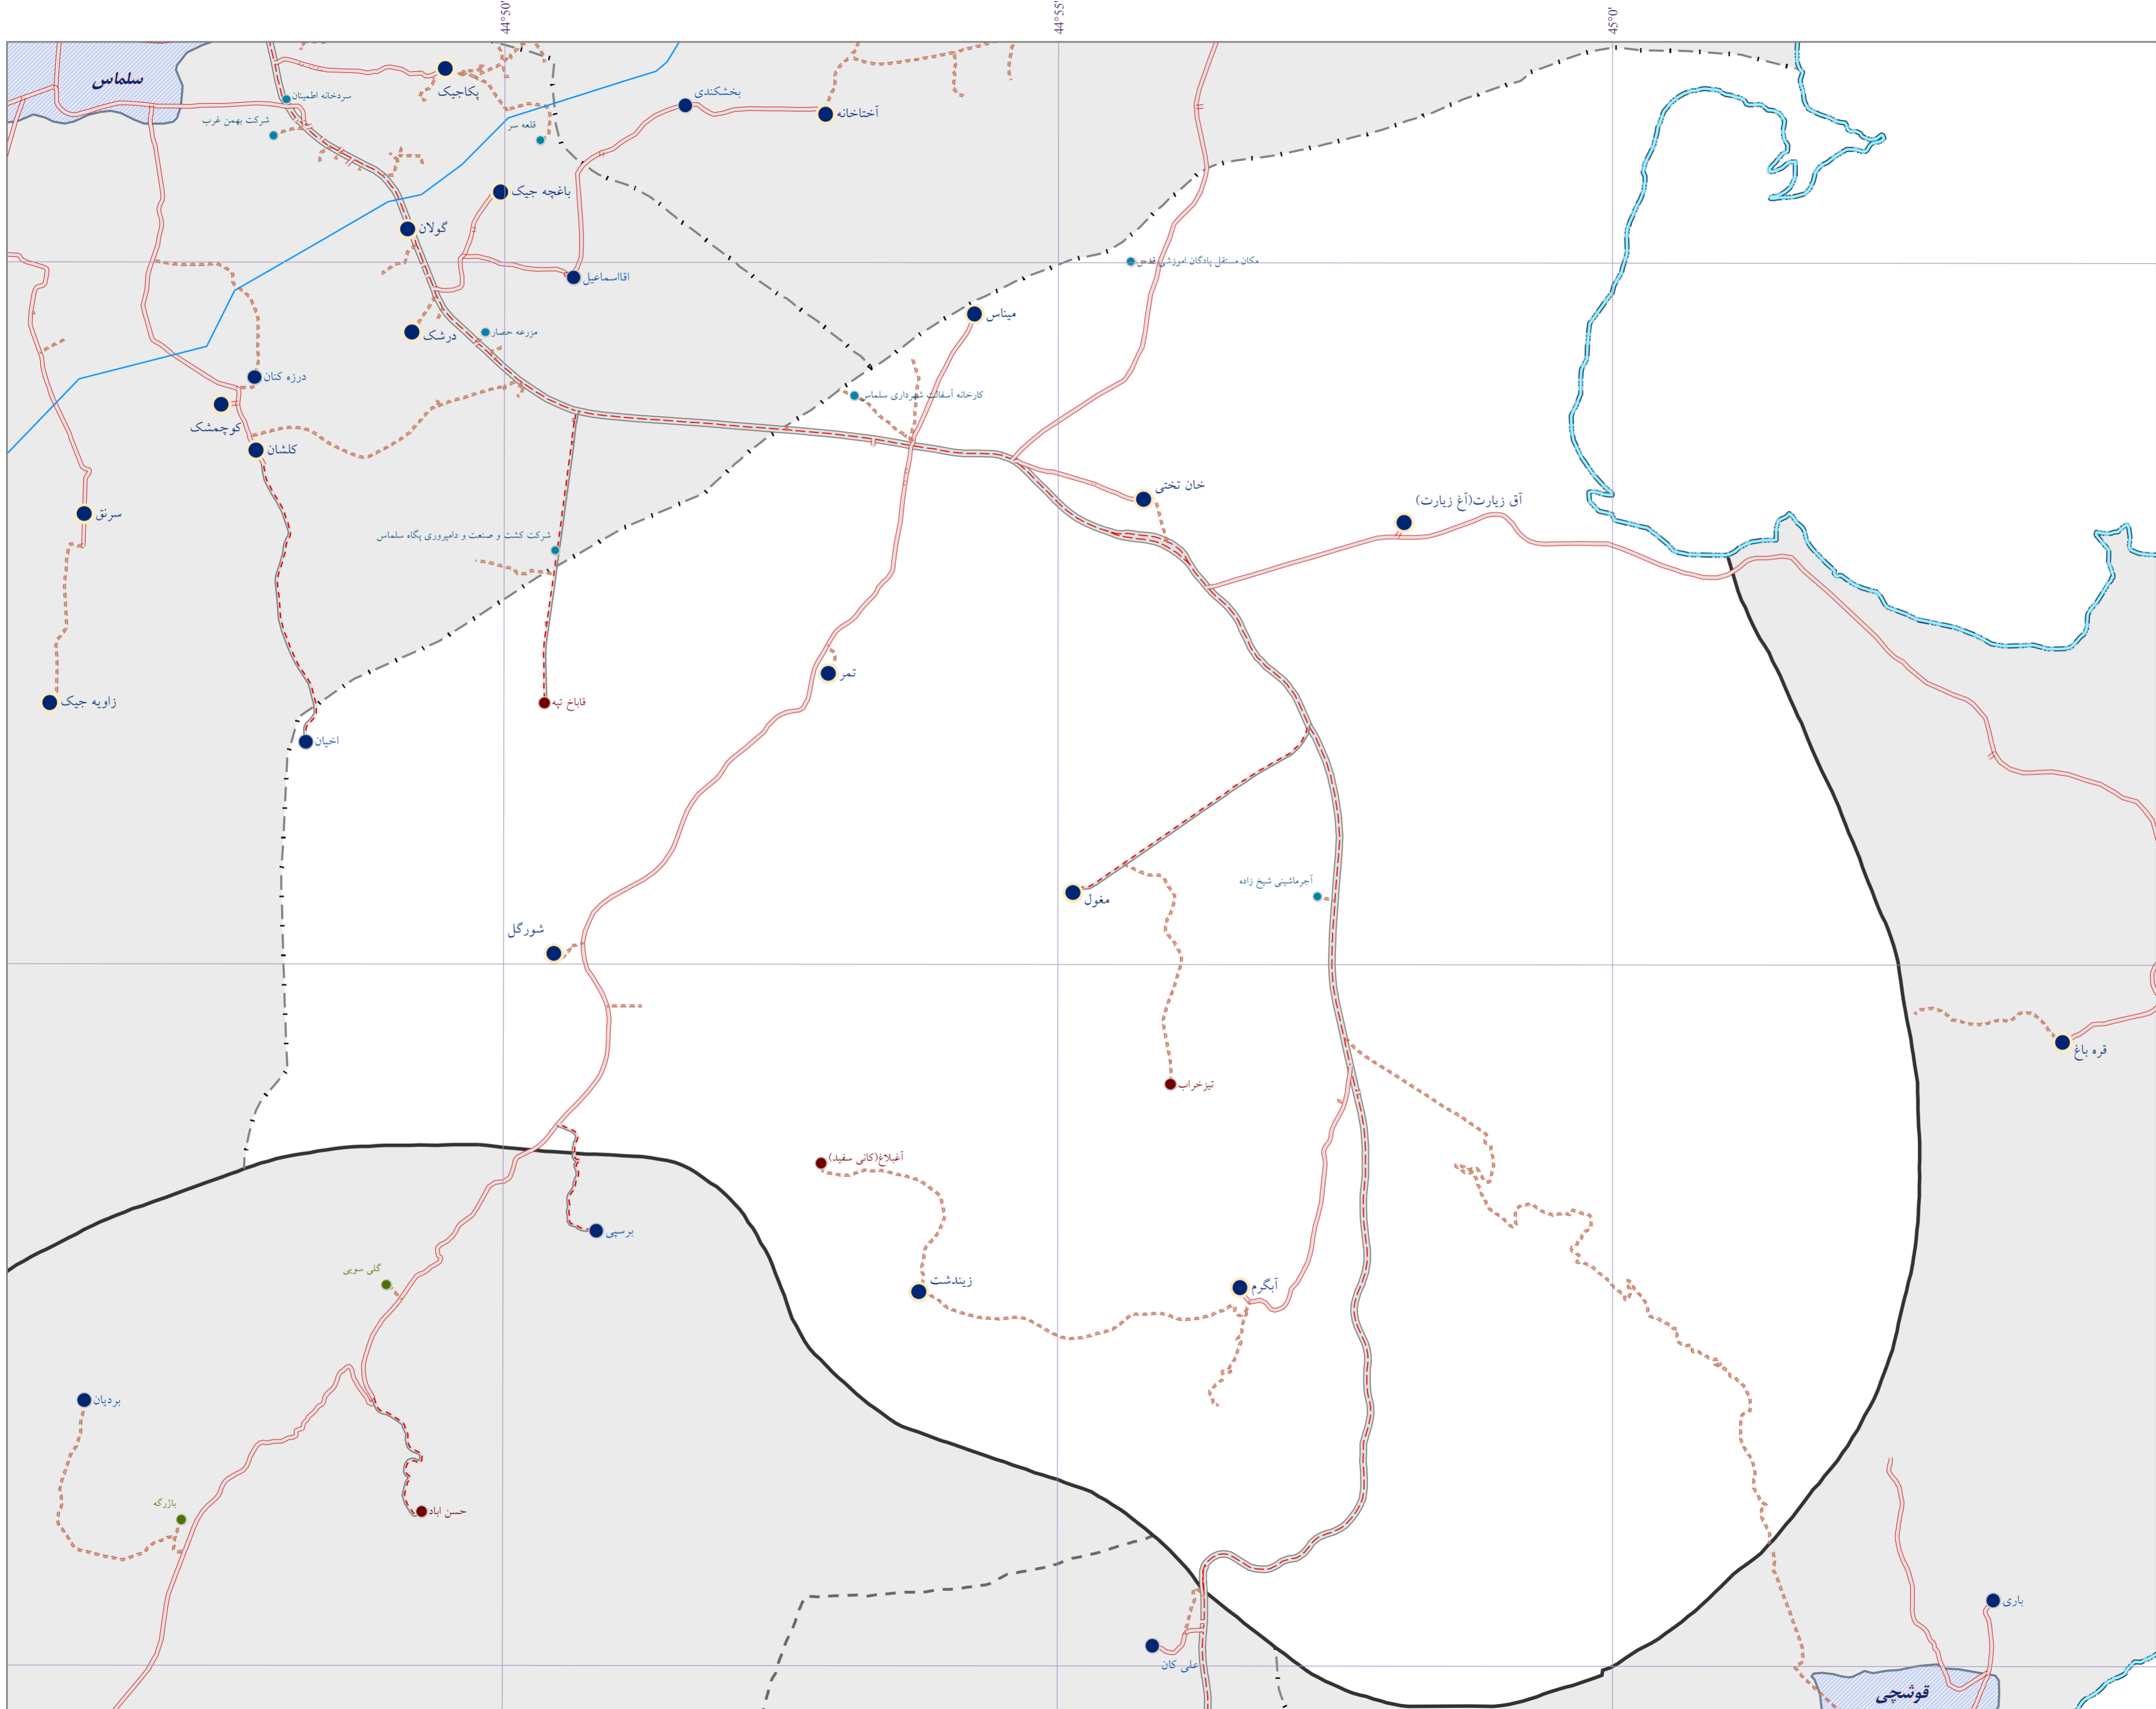 44°50'
44°55'
45°0'
سلماس
پکاجیک
سردخانه اطمینان
شرکت بهمن غرب
قلعه سر
بخشکندی
آختاخانه
باغچه جیک
گولان
اقااسماعیل
مکان مستقل پادگان اموزشی قدس
میناس
درشک
مزرعه حصار
درزه کنان
کارخانه آسفالت شهرداری سلماس
کوچمشک
کلشان
خان تختی
آق زیارت(آغ زیارت)
سرنق
شرکت کشت و صنعت و دامپروری پگاه سلماس
تمر
زاویه جیک
قاباخ تپه
اخیان
مغول
آجرماشینی شیخ زاده
شورگل
قره باغ
تیزخراب
آغبلاغ(کانی سفید)
برسپی
گلی سویی
زیندشت
آبگرم
بردیان
باژرگه
حسن اباد
باری
علی کان
قوشچی